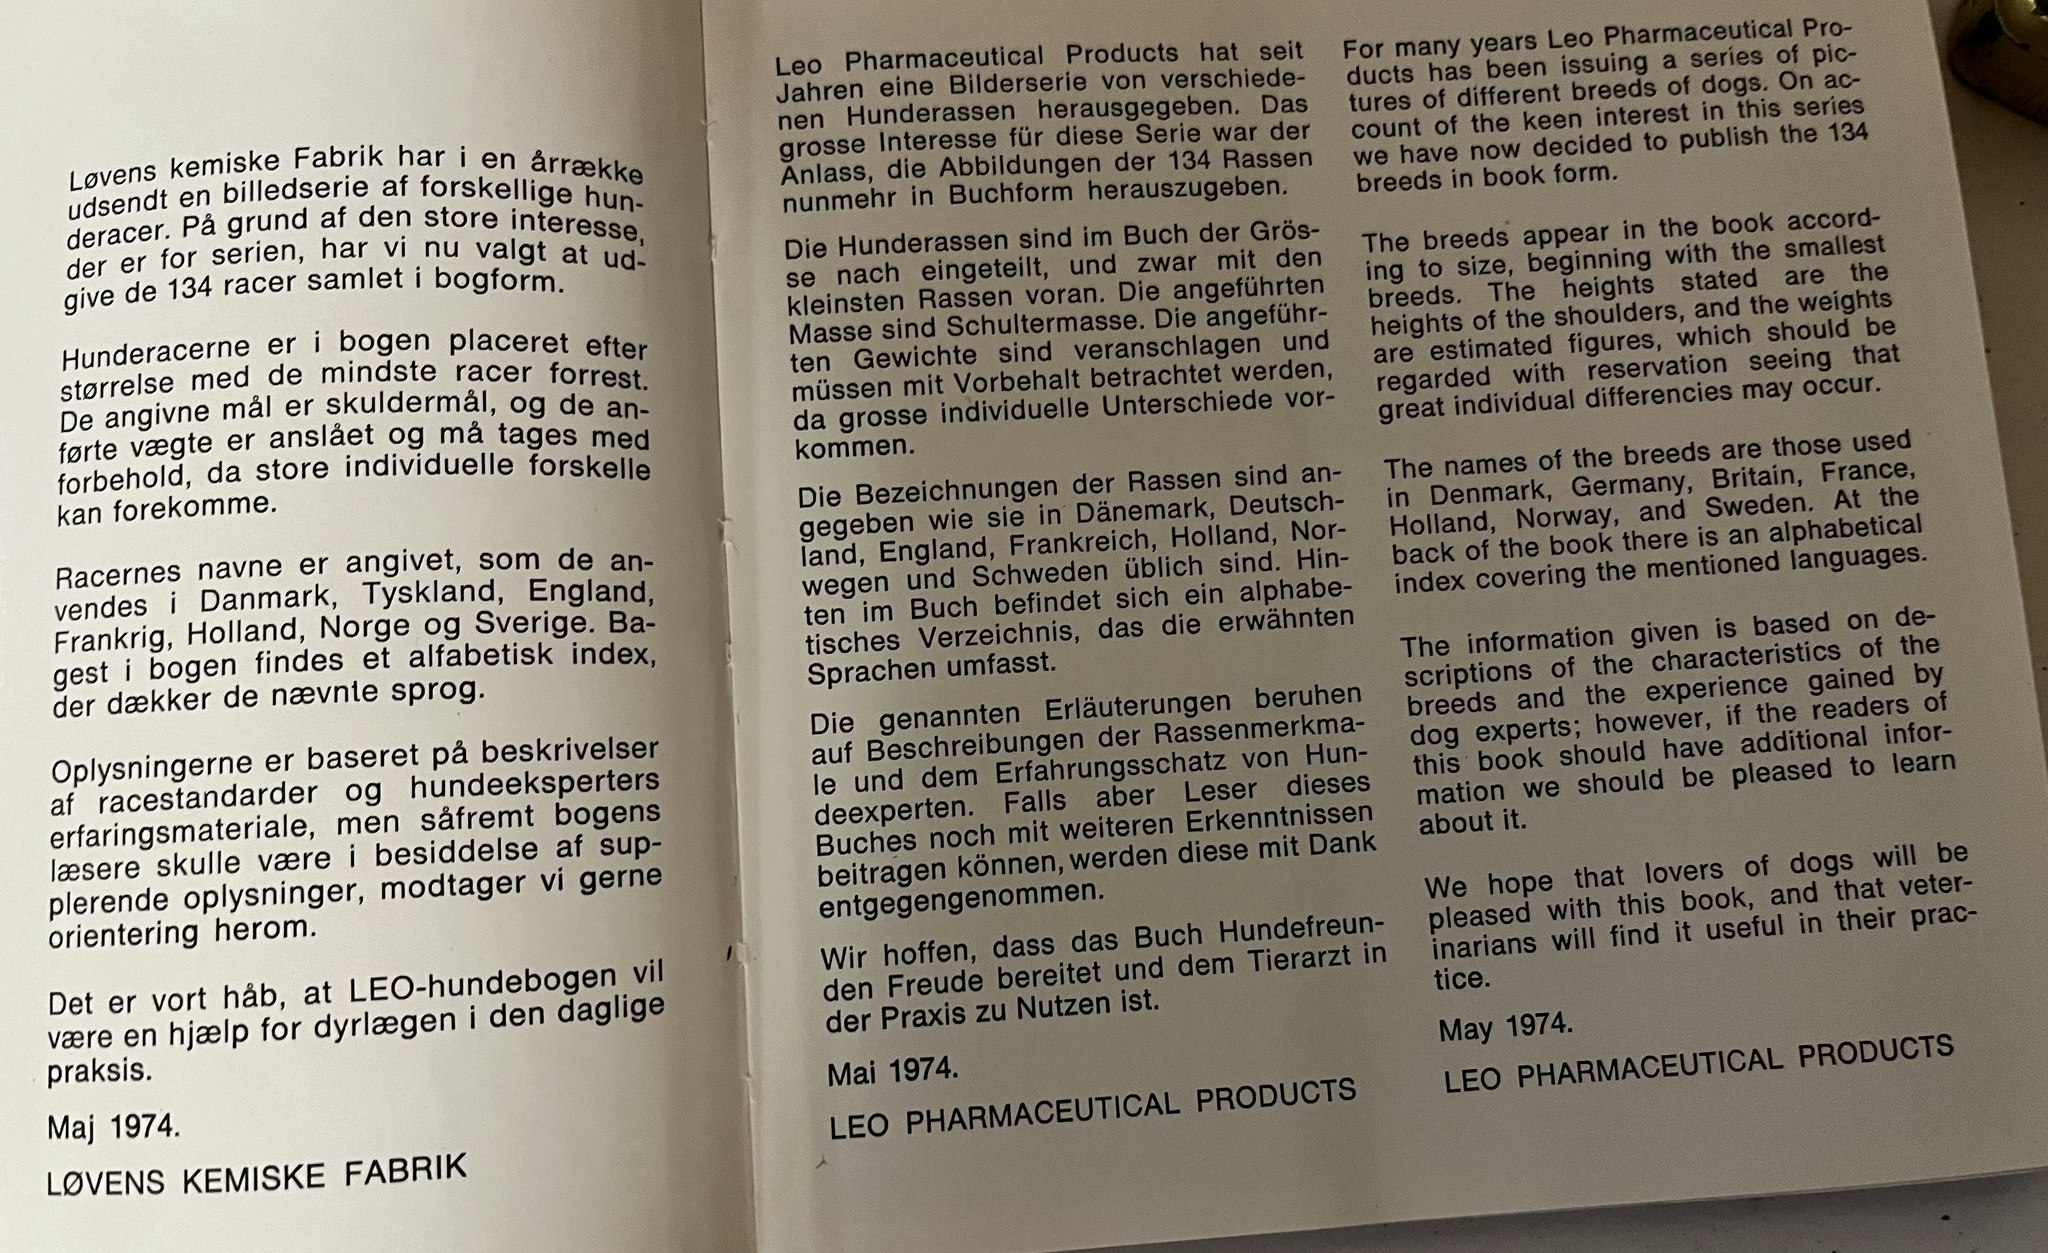 Løvens kemiske Fabrik har i en årrække
udsendt en billedserie af forskellige hun-
deracer. På grund af den store interesse,
der er for serien, har vi nu valgt at ud-
give de 134 racer samlet i bogform.
Hunderacerne er i bogen placeret efter
størrelse med de mindste racer forrest.
De angivne mål er skuldermål, og de an-
førte vægte er anslået og må tages med
forbehold, da store individuelle forskelle
kan forekomme.
Racernes navne er angivet, som de an-
vendes i Danmark, Tyskland, England,
Frankrig, Holland, Norge og Sverige. Ba-
gest i bogen findes et alfabetisk index,
der dækker de nævnte sprog.
Oplysningerne er baseret på beskrivelser
af racestandarder og hundeeksperters
erfaringsmateriale, men såfremt bogens
læsere skulle være i besiddelse af sup-
plerende oplysninger, modtager vi gerne
orientering herom.
Det er vort håb, at LEO-hundebogen vil
være en hjælp for dyrlægen i den daglige
praksis.
Maj 1974.
LØVENS KEMISKE FABRIK
Leo Pharmaceutical Products hat seit
Jahren eine Bilderserie von verschiede-
nen Hunderassen herausgegeben. Das
grosse Interesse für diese Serie war der
Anlass, die Abbildungen der 134 Rassen
nunmehr in Buchform herauszugeben.
Die Hunderassen sind im Buch der Grös-
se nach eingeteilt, und zwar mit den
kleinsten Rassen voran. Die angeführten
Masse sind Schultermasse. Die angeführ-
ten Gewichte sind veranschlagen und
müssen mit Vorbehalt betrachtet werden,
da grosse individuelle Unterschiede vor-
kommen.
Die Bezeichnungen der Rassen sind an-
gegeben wie sie in Dänemark, Deutsch-
land, England, Frankreich, Holland, Nor-
wegen und Schweden üblich sind. Hin-
ten im Buch befindet sich ein alphabe-
tisches Verzeichnis, das die erwähnten
Sprachen umfasst.
Die genannten Erläuterungen beruhen
auf Beschreibungen der Rassenmerkma-
le und dem Erfahrungsschatz von Hun-
deexperten. Falls aber Leser dieses
Buches noch mit weiteren Erkenntnissen
beitragen können, werden diese mit Dank
entgegengenommen.
Wir hoffen, dass das Buch Hundefreun-
den Freude bereitet und dem Tierarzt in
der Praxis zu Nutzen ist.
Mai 1974.
LEO PHARMACEUTICAL PRODUCTS
For many years Leo Pharmaceutical Pro-
ducts has been issuing a series of pic-
tures of different breeds of dogs. On ac-
count of the keen interest in this series
we have now decided to publish the 134
breeds in book form.
The breeds appear in the book accord-
ing to size, beginning with the smallest
breeds. The heights stated are the
heights of the shoulders, and the weights
are estimated figures, which should be
regarded with reservation seeing that
great individual differencies may occur.
The names of the breeds are those used
in Denmark, Germany, Britain, France,
Holland, Norway, and Sweden. At the
back of the book there is an alphabetical
index covering the mentioned languages.
The information given is based on de-
scriptions of the characteristics of the
breeds and the experience gained by
dog experts; however, if the readers of
this book should have additional infor-
mation we should be pleased to learn
about it.
We hope that lovers of dogs will be
pleased with this book, and that veter-
inarians will find it useful in their prac-
tice.
May 1974.
LEO PHARMACEUTICAL PRODUCTS